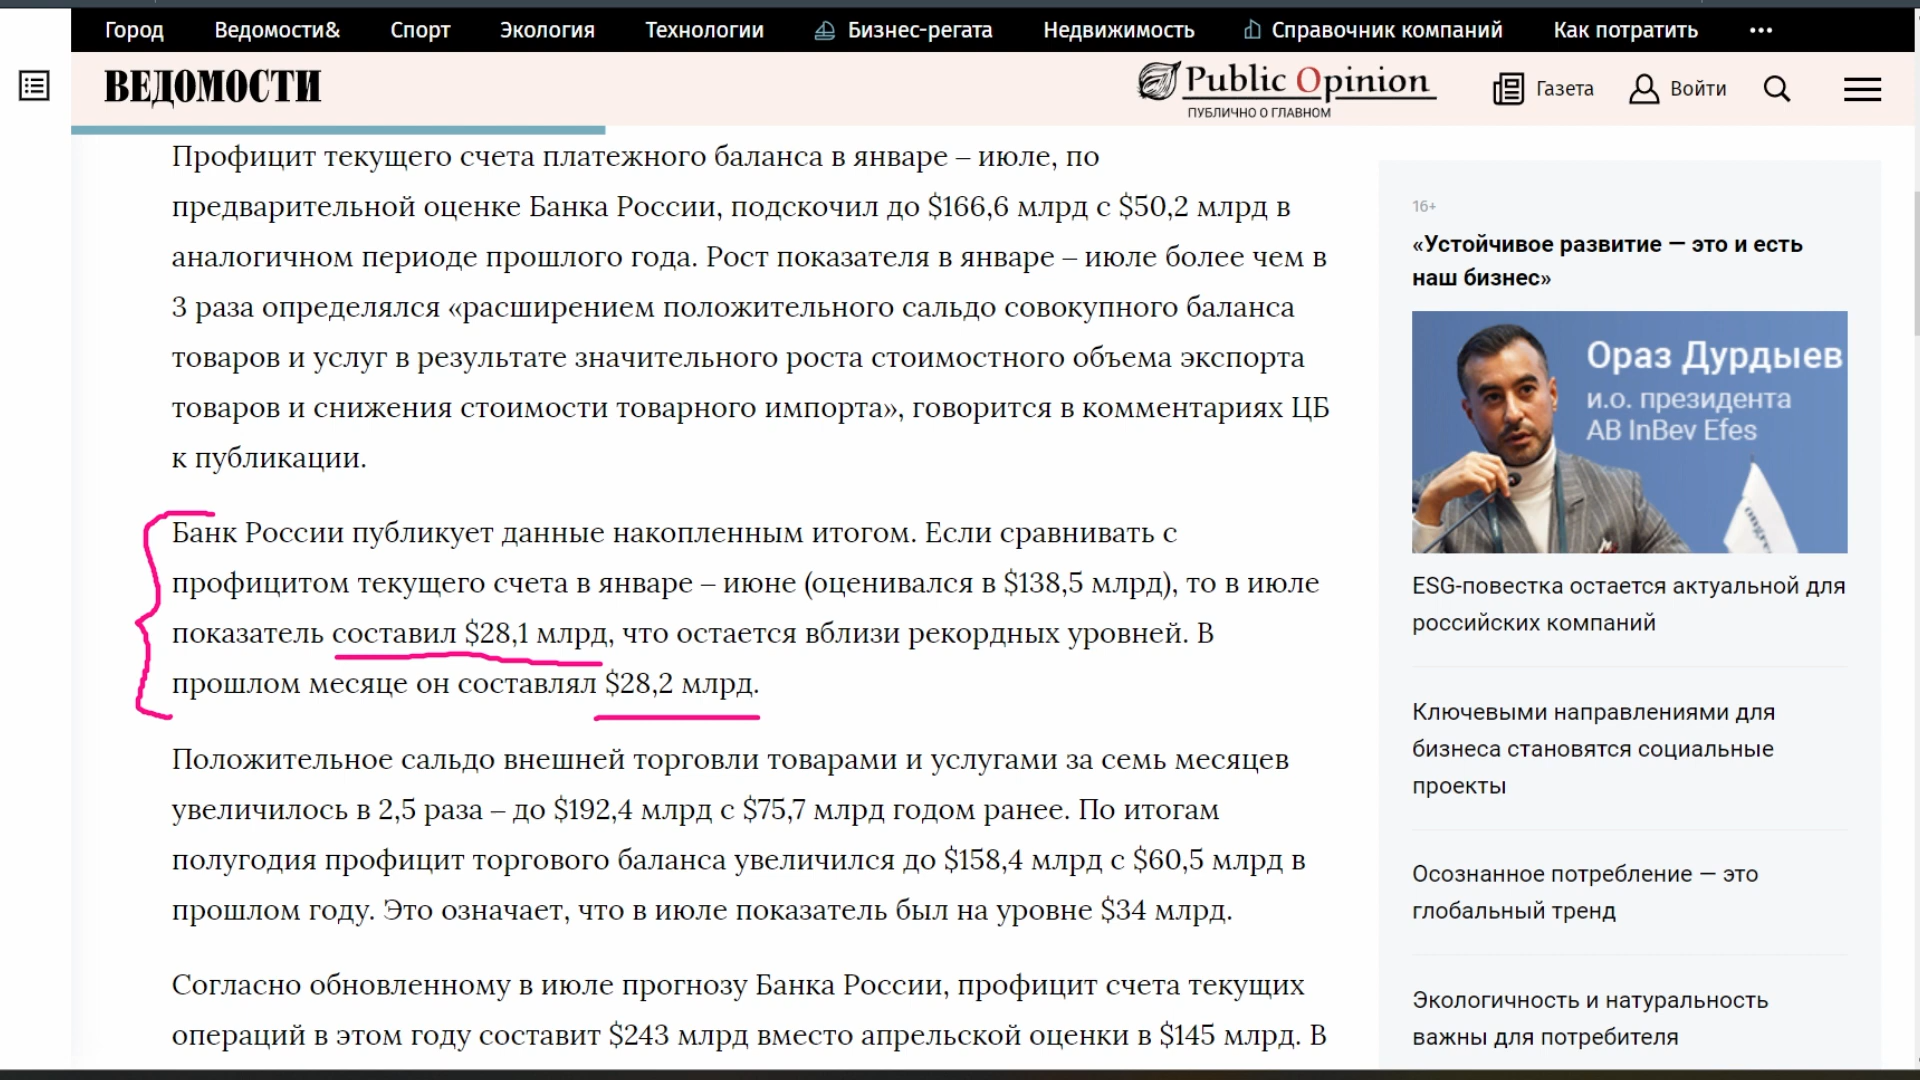 Город Ведомости& Спорт Экология Технологии Бизнес-регата Недвижимость Справочник компаний Как потратить
ВЕДОМОСТИ
Public Opinion
ПУБЛИЧНО О ГЛАВНОМ
Газета Войти
Профицит текущего счета платежного баланса в январе – июле, по
предварительной оценке Банка России, подскочил до $166,6 млрд с $50,2 млрд в
аналогичном периоде прошлого года. Рост показателя в январе – июле более чем в
3 раза определялся «расширением положительного сальдо совокупного баланса
товаров и услуг в результате значительного роста стоимостного объема экспорта
товаров и снижения стоимости товарного импорта», говорится в комментариях ЦБ
к публикации.
Банк России публикует данные накопленным итогом. Если сравнивать с
профицитом текущего счета в январе – июне (оценивался в $138,5 млрд), то в июле
показатель составил $28,1 млрд, что остается вблизи рекордных уровней. В
прошлом месяце он составлял $28,2 млрд.
Положительное сальдо внешней торговли товарами и услугами за семь месяцев
увеличилось в 2,5 раза – до $192,4 млрд с $75,7 млрд годом ранее. По итогам
полугодия профицит торгового баланса увеличился до $158,4 млрд с $60,5 млрд в
прошлом году. Это означает, что в июле показатель был на уровне $34 млрд.
Согласно обновленному в июле прогнозу Банка России, профицит счета текущих
операций в этом году составит $243 млрд вместо апрельской оценки в $145 млрд. В
16+
«Устойчивое развитие — это и есть
наш бизнес»
Ораз Дурдыев
и.о. президента
AB InBev Efes
ESG-повестка остается актуальной для
российских компаний
Ключевыми направлениями для
бизнеса становятся социальные
проекты
Осознанное потребление — это
глобальный тренд
Экологичность и натуральность
важны для потребителя